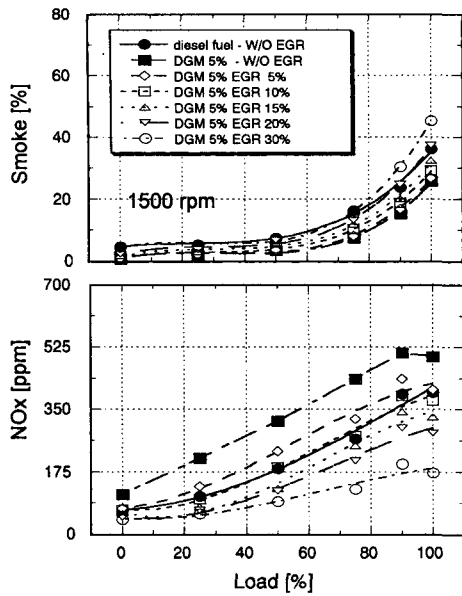 80
60
40
20
0
Smoke [%]
diesel fuel - W/O EGR
DGM 5% - W/O EGR
DGM 5% EGR 5%
DGM 5% EGR 10%
DGM 5% EGR 15%
DGM 5% EGR 20%
DGM 5% EGR 30%
1500 rpm
700
525
350
175
0
NOx [ppm]
0 20 40 60 80 100
Load [%]